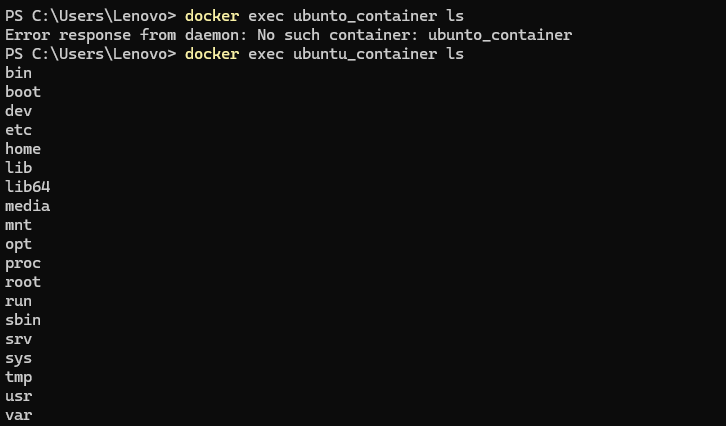 PS C:\Users\Lenovo> docker exec ubunto_container ls
Error response from daemon: No such container: ubunto_container
PS C:\Users\Lenovo> docker exec ubuntu_container ls
bin
boot
dev
etc
home
lib
lib64
media
mnt
opt
proc
root
run
sbin
srv
sys
tmp
usr
var